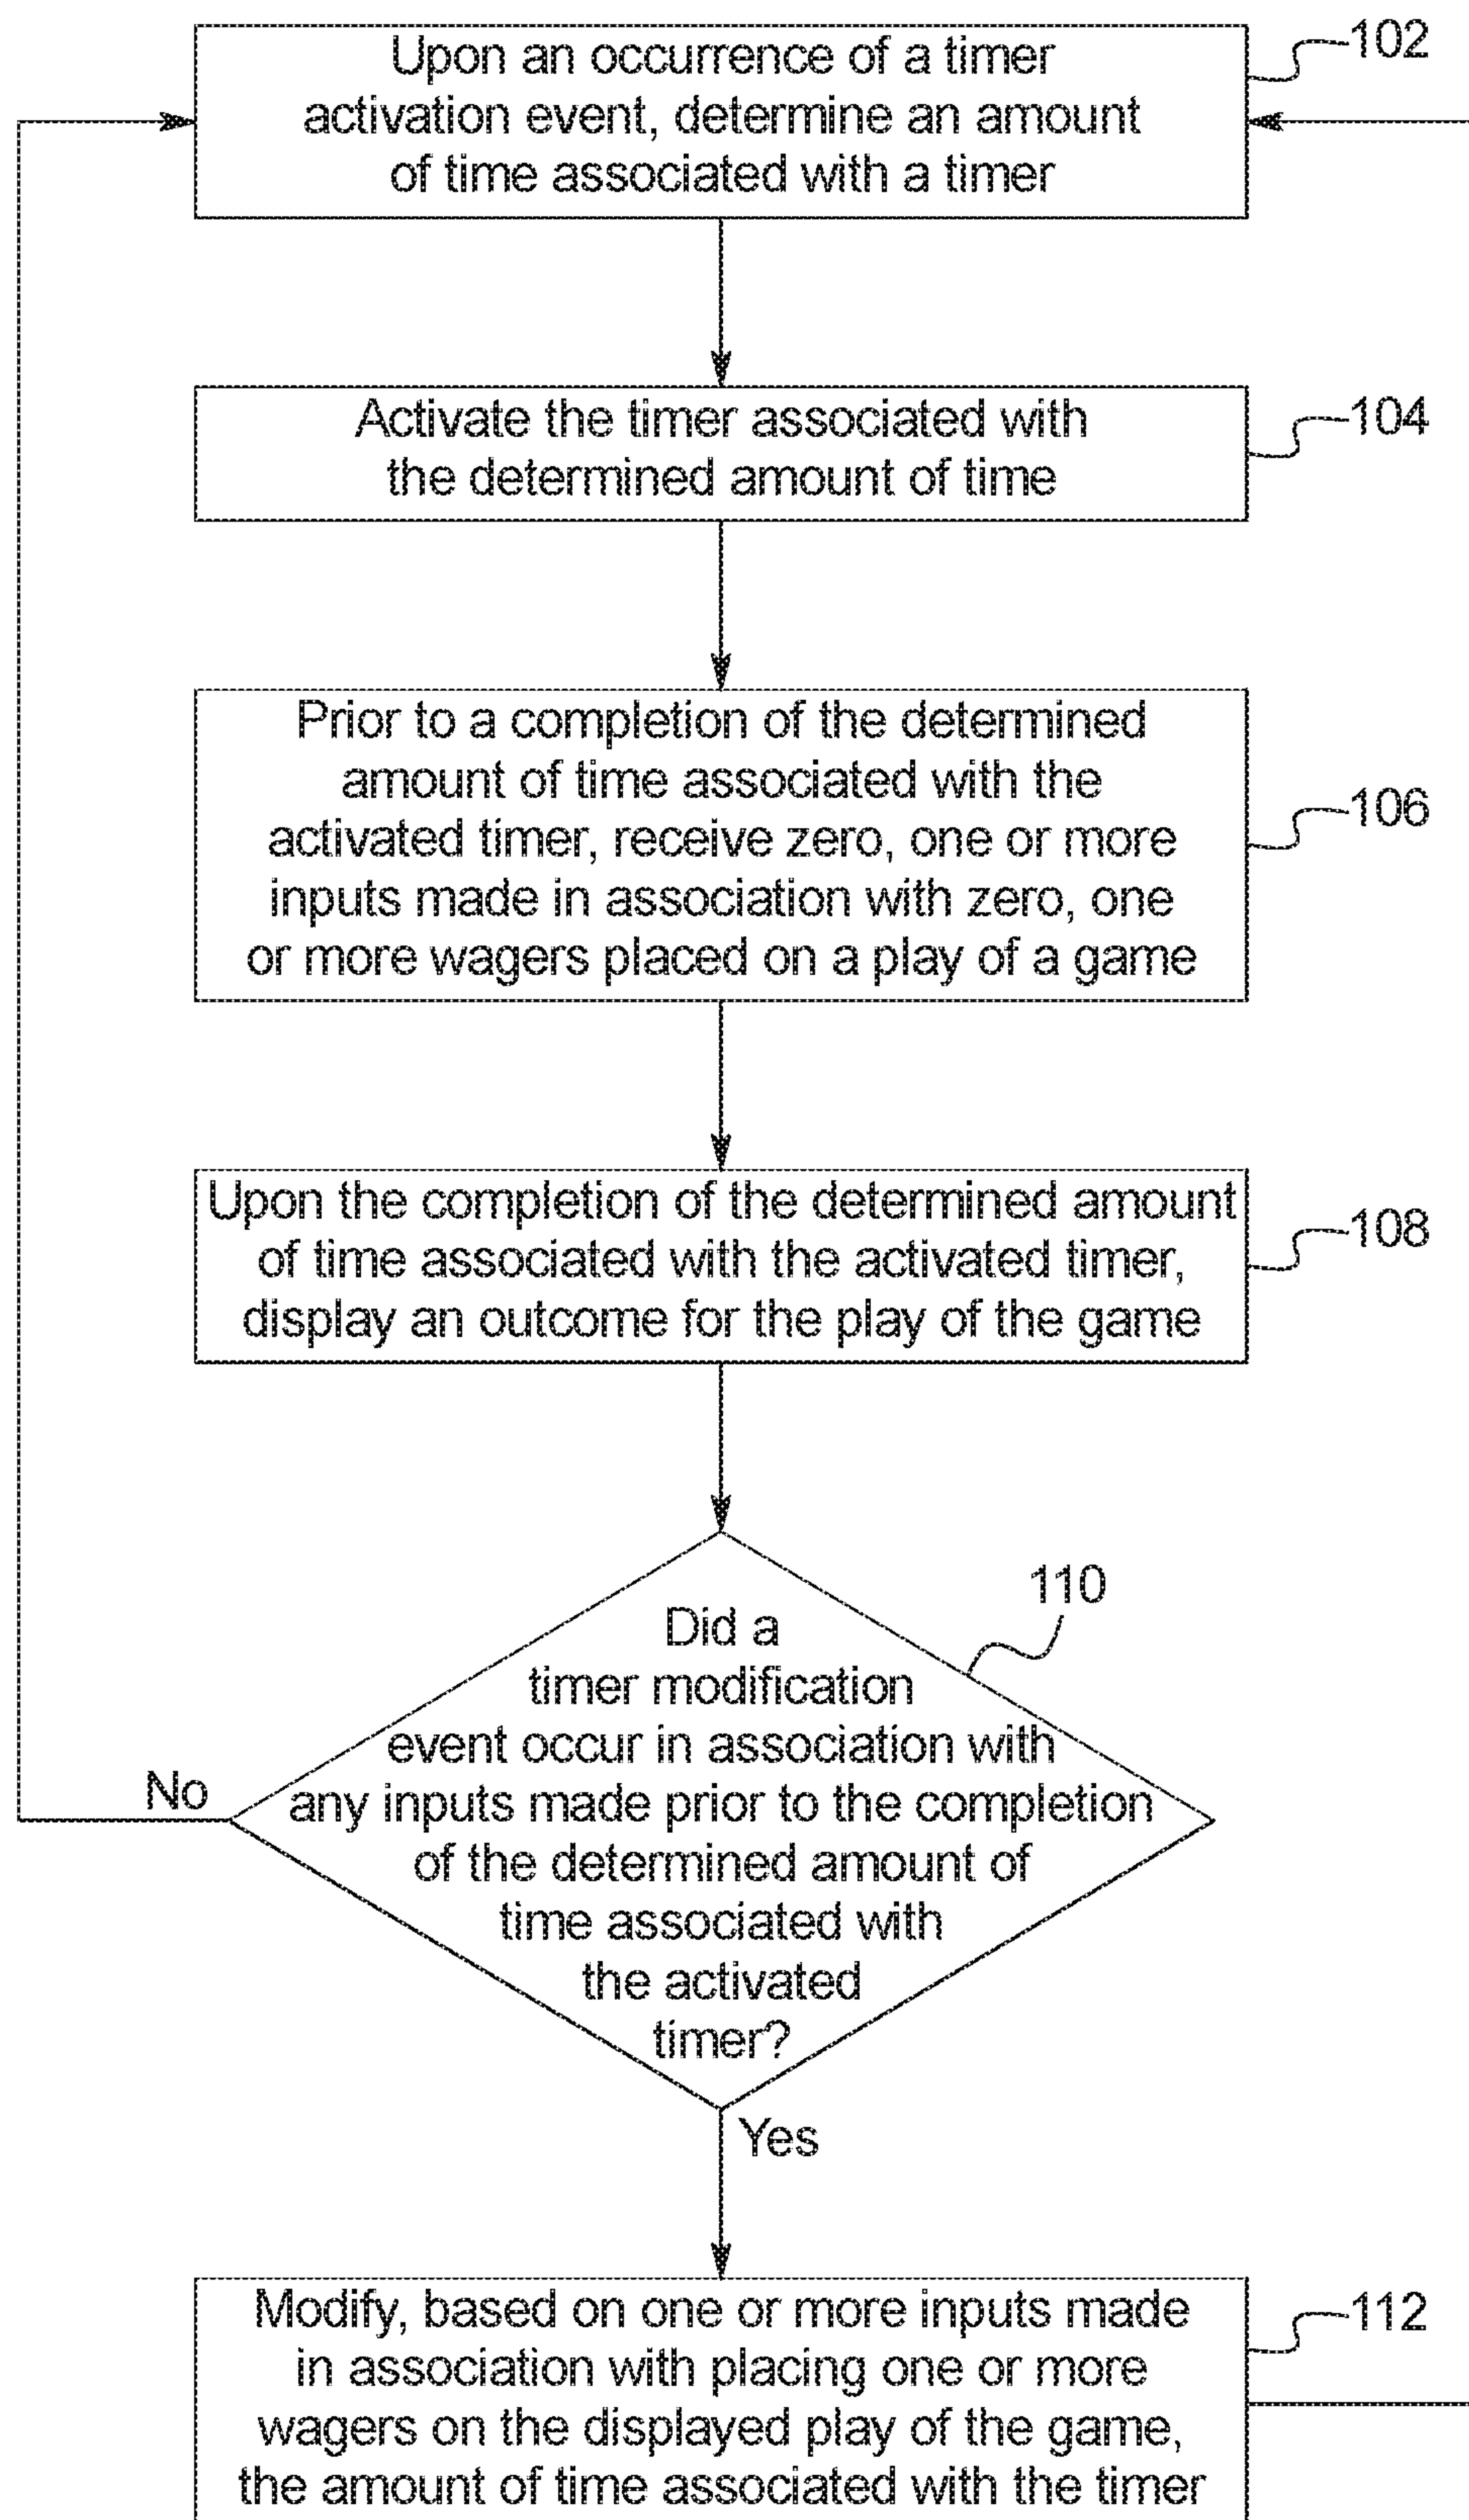 Upon an occurrence of a timer
activation event, determine an amount
of time associated with a timer
102
Activate the timer associated with
the determined amount of time
104
Prior to a completion of the determined
amount of time associated with the
activated timer, receive zero, one or more
inputs made in association with zero, one
or more wagers placed on a play of a game
106
Upon the completion of the determined amount
of time associated with the activated timer,
display an outcome for the play of the game
108
110
Did a
timer modification
event occur in association with
any inputs made prior to the completion
of the determined amount of
time associated with
the activated
timer?
No
Yes
Modify, based on one or more inputs made
in association with placing one or more
wagers on the displayed play of the game,
the amount of time associated with the timer
112